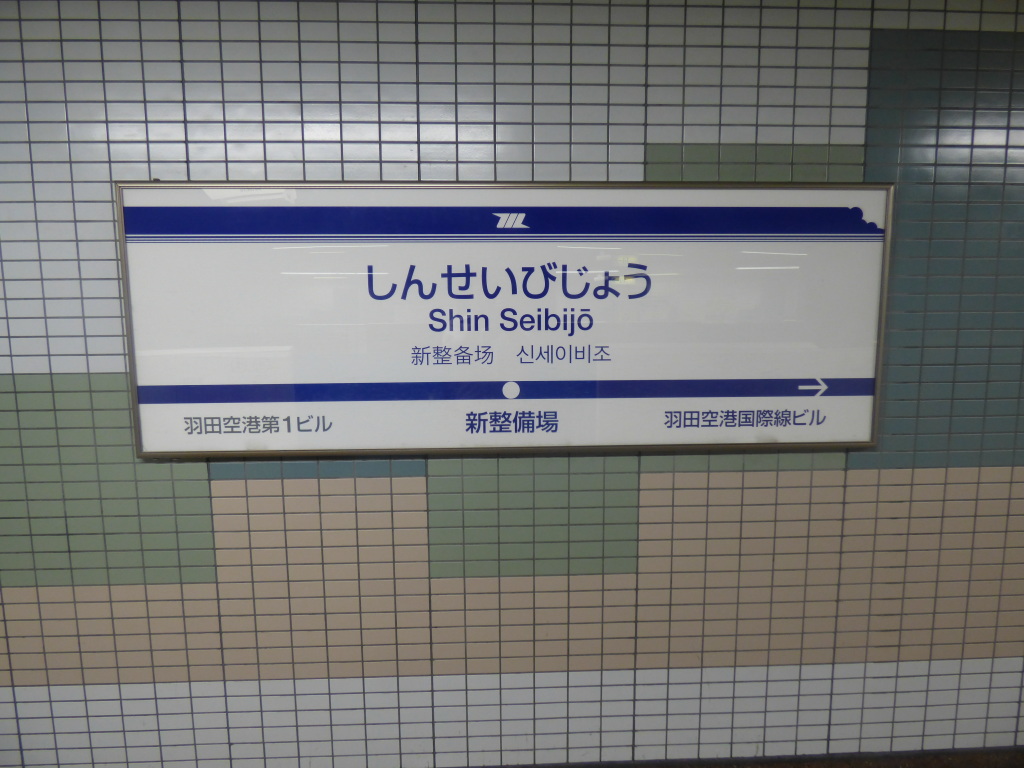 しんせいびじょう
Shin Seibijō
新整备场 신세이비조
羽田空港第1ビル 新整備場 羽田空港国際線ビル